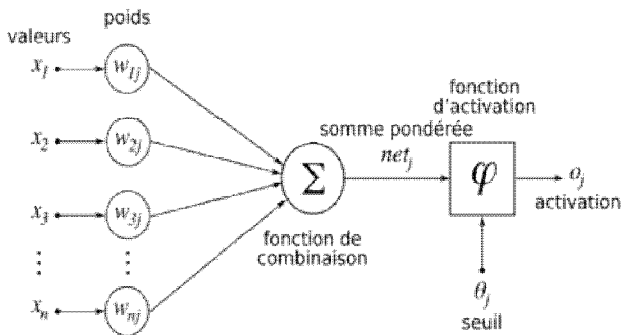 poids
valeurs
x₁ w₁ⱼ
x₂ w₂ⱼ
x₃ w₃ⱼ
⋮ ⋮
xₙ wₙⱼ
Σ
fonction de
combinaison
somme pondérée
netⱼ
fonction
d'activation
φ
oⱼ
activation
θⱼ
seuil